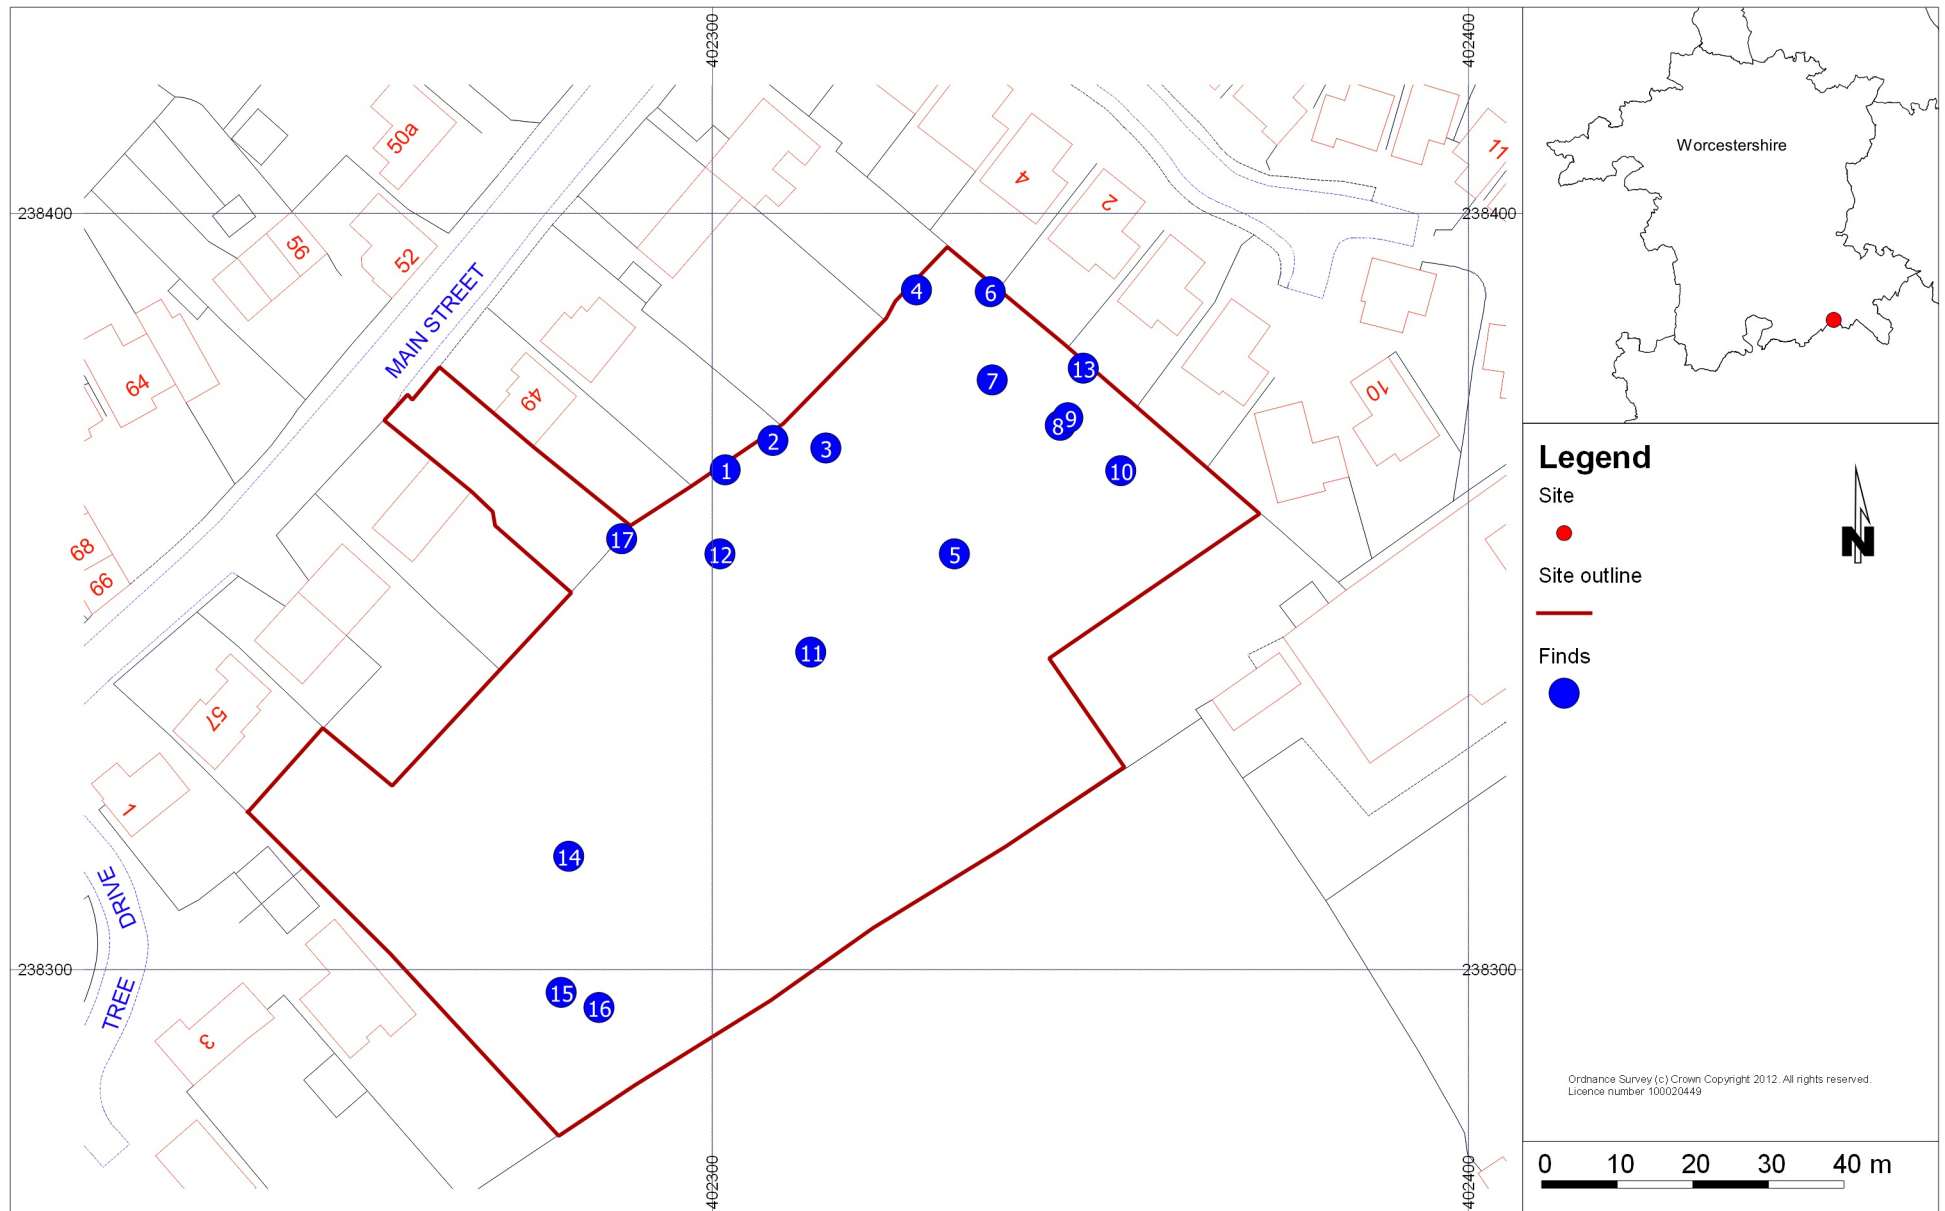 402300
402400
238400
238400
50a
56
52
MAIN STREET
64
49
4
2
11
10
68
66
57
1
DRIVE
TREE
3
4
6
7
13
8
9
10
1
2
3
17
12
5
11
14
15
16
238300
238300
402300
402400
Worcestershire
Legend
Site
N
Site outline
Finds
Ordnance Survey (c) Crown Copyright 2012. All rights reserved.
Licence number 100020449
0 10 20 30 40 m